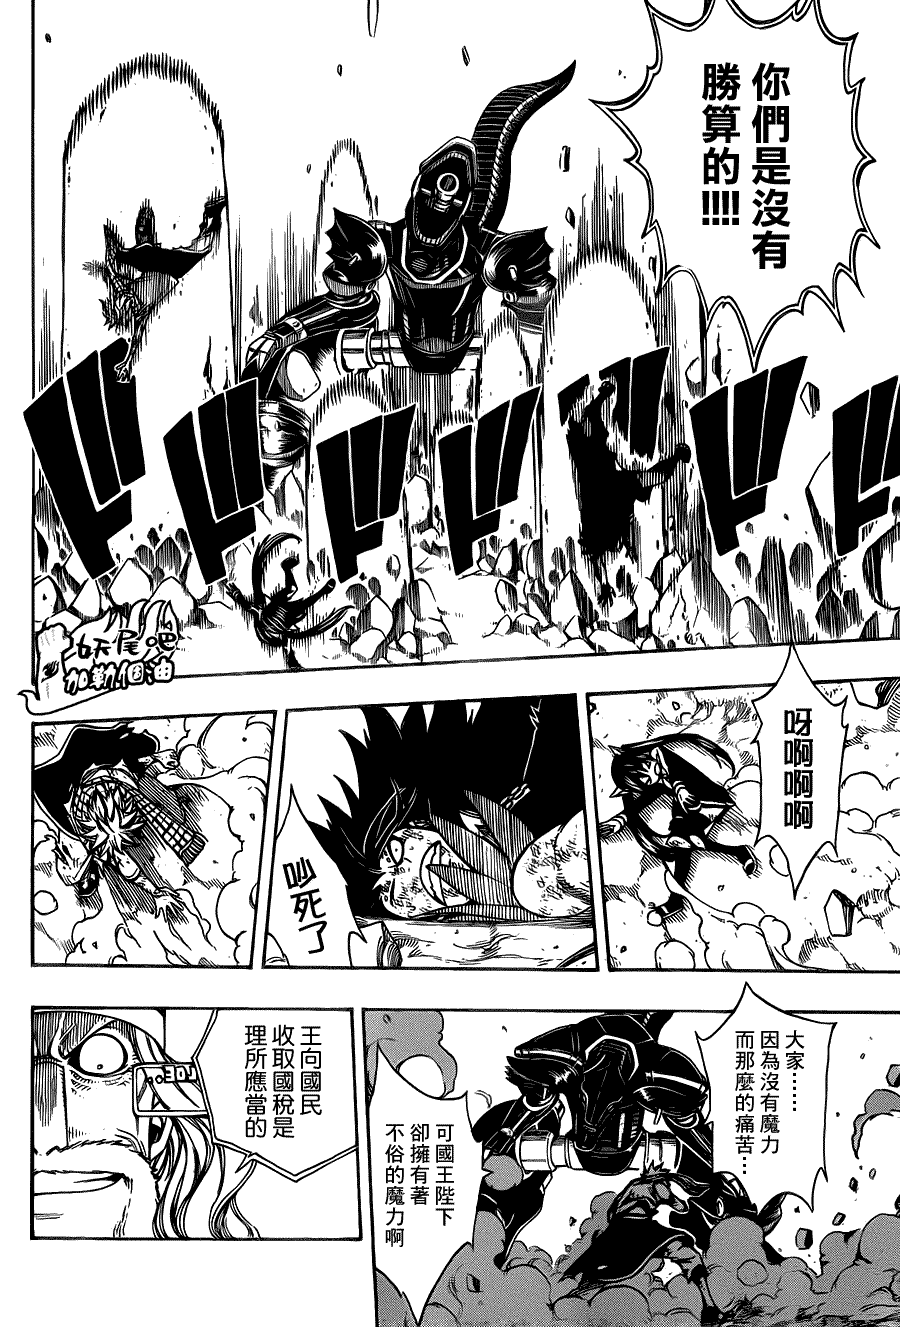 你們是沒有
勝算的!!!!
ドドドドドドド
妖尾吧
加勒個油
呀啊啊啊
吵死了
大家……
因為沒有魔力
而那麼的痛苦…
可國王陛下
卻擁有著
不俗的魔力啊
王向國民
收取國稅是
理所應當的